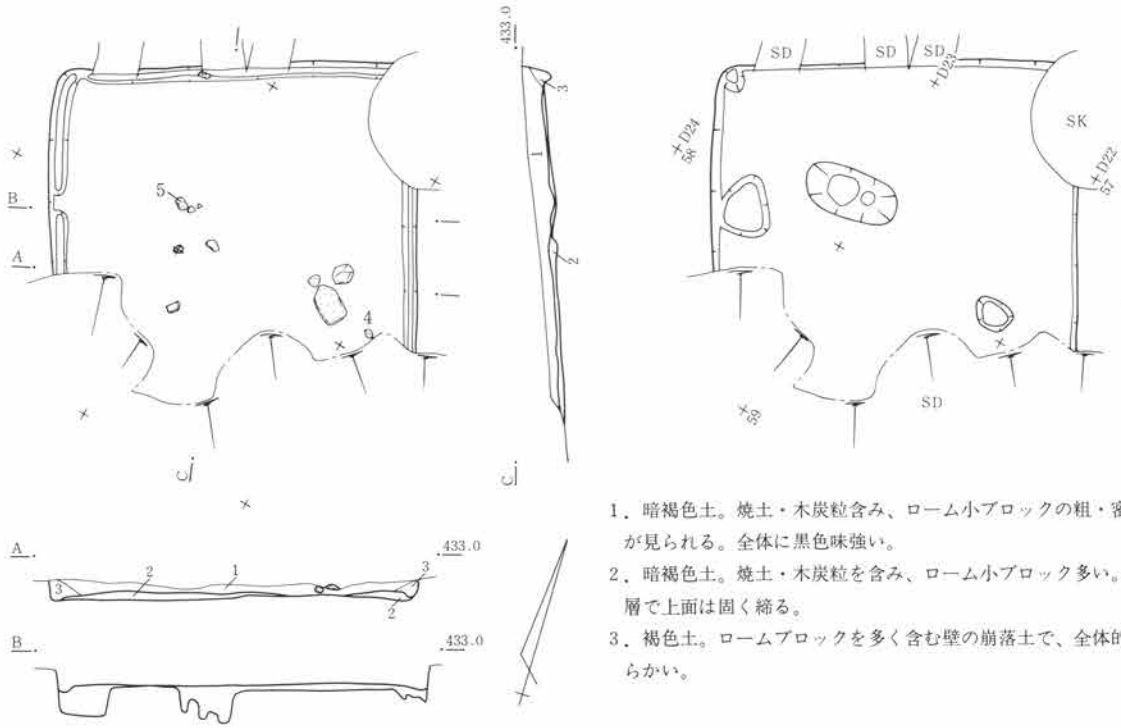 433.0
SD
SD
SD
D23
D24
58
SK
D22
57
3
1
2
5
B
A
4
59
SD
A
433.0
3
2
1
3
2
B
433.0
1．暗褐色土。焼土・木炭粒含み、ローム小ブロックの粗・密
が見られる。全体に黒色味強い。
2．暗褐色土。焼土・木炭粒を含み、ローム小ブロック多い。
層で上面は固く締る。
3．褐色土。ロームブロックを多く含む壁の崩落土で、全体的
らかい。